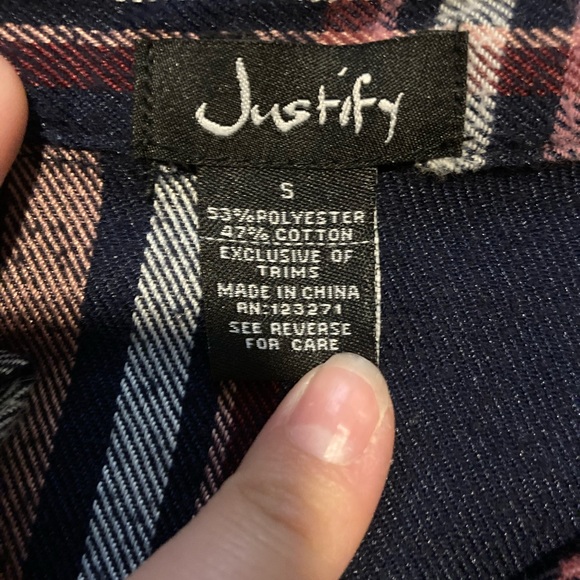 Justify
S
53%POLYESTER
47% COTTON
EXCLUSIVE OF
TRIMS
MADE IN CHINA
RN:123271
SEE REVERSE
FOR CARE